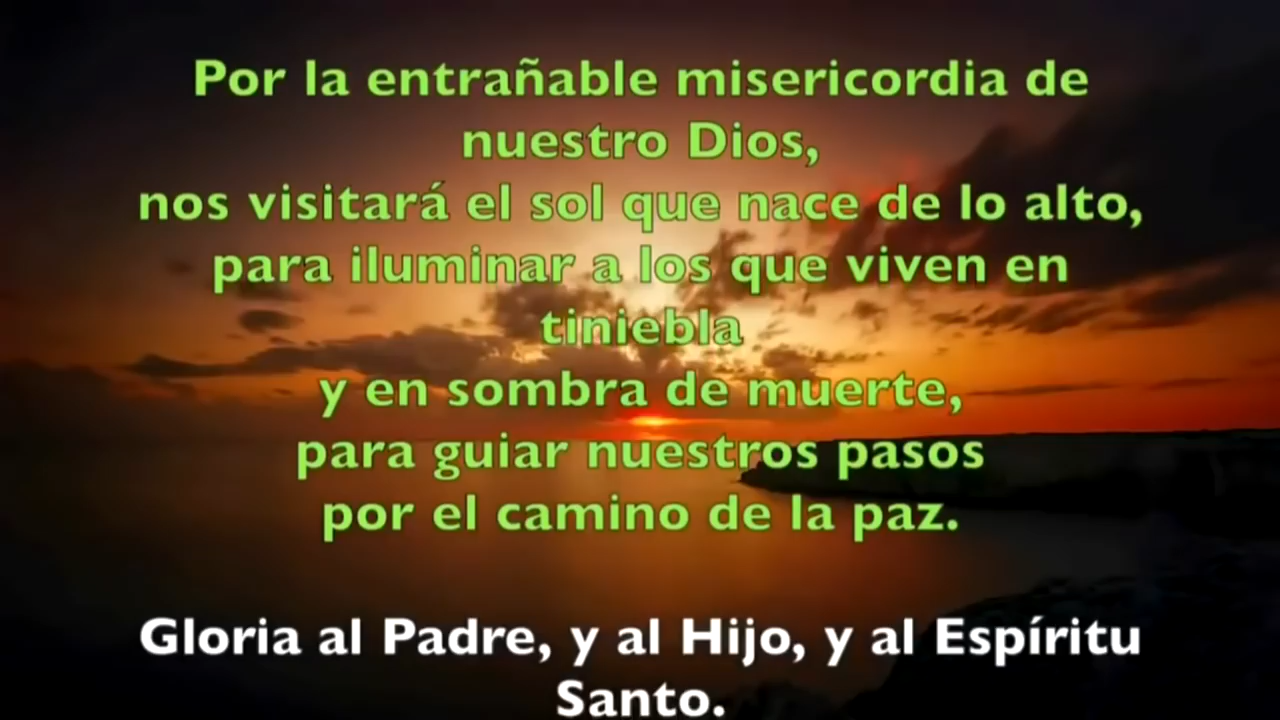 Por la entrañable misericordia de
nuestro Dios,
nos visitará el sol que nace de lo alto,
para iluminar a los que viven en
tiniebla
y en sombra de muerte,
para guiar nuestros pasos
por el camino de la paz.
Gloria al Padre, y al Hijo, y al Espíritu
Santo.